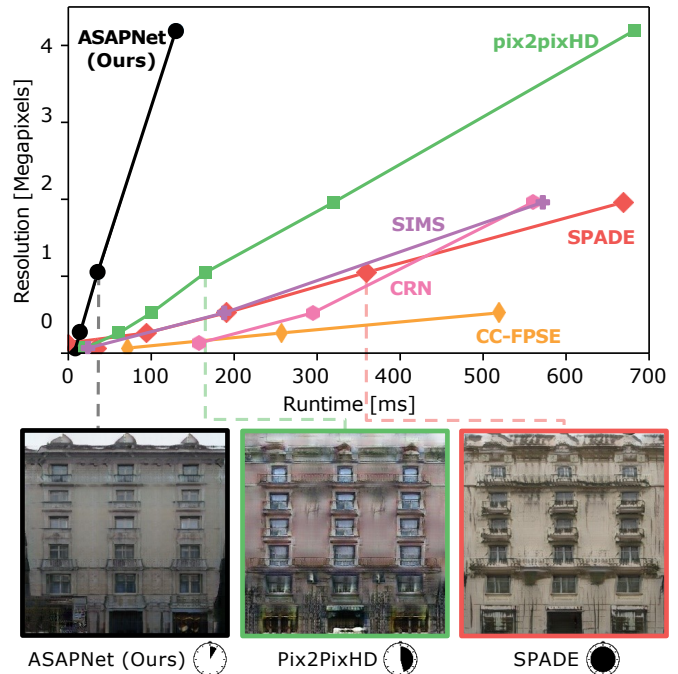 ASAPNet
(Ours)
pix2pixHD
SIMS
SPADE
CRN
CC-FPSE
Resolution [Megapixels]
4
3
2
1
0
0 100 200 300 400 500 600 700
Runtime [ms]
ASAPNet (Ours)
Pix2PixHD
SPADE